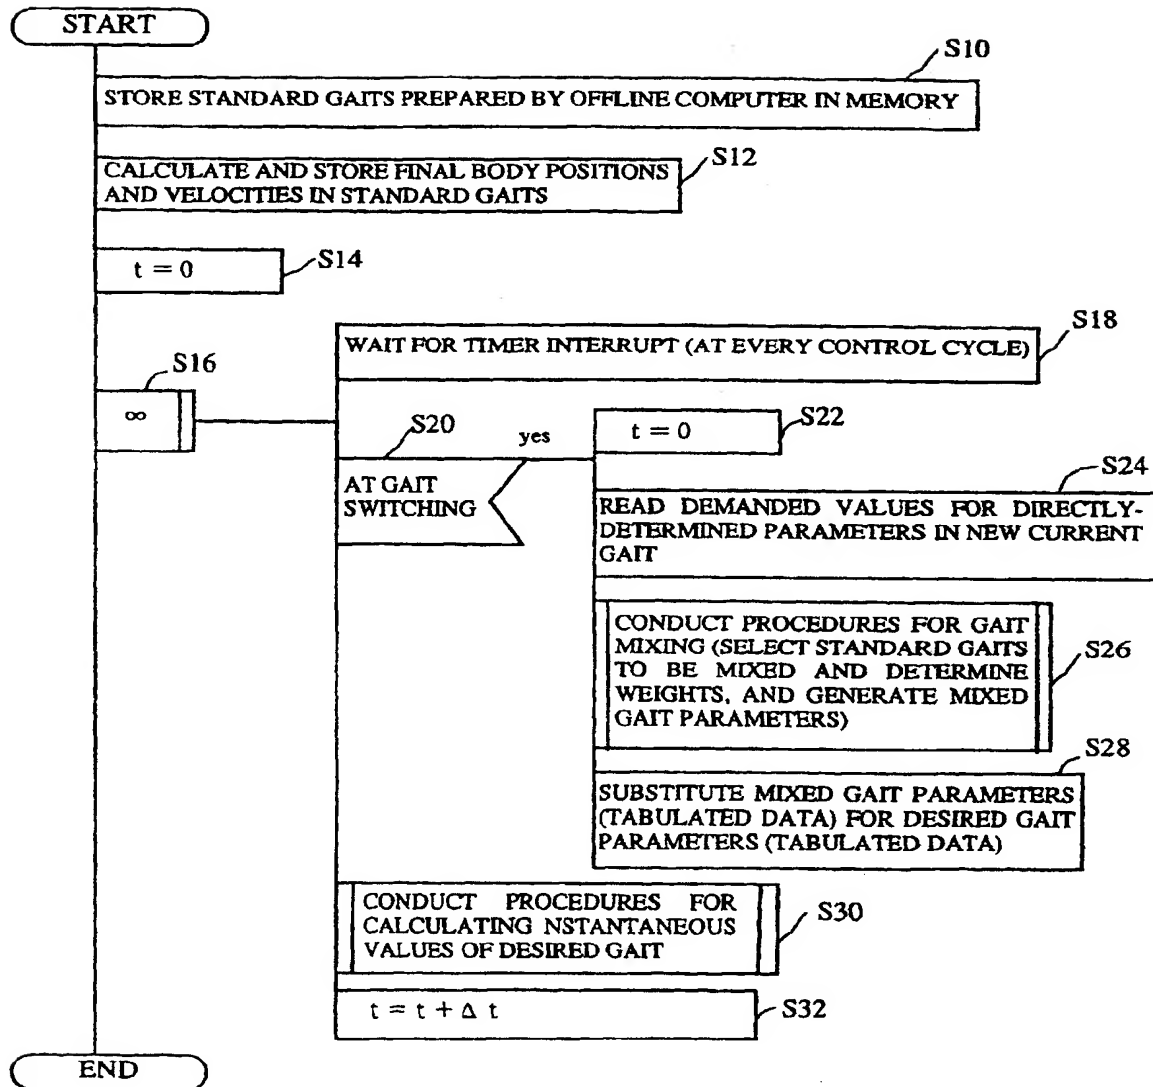 START
S10
STORE STANDARD GAITS PREPARED BY OFFLINE COMPUTER IN MEMORY
S12
CALCULATE AND STORE FINAL BODY POSITIONS
AND VELOCITIES IN STANDARD GAITS
S14
t = 0
S18
WAIT FOR TIMER INTERRUPT (AT EVERY CONTROL CYCLE)
S16
∞
S20
yes
AT GAIT
SWITCHING
S22
t = 0
S24
READ DEMANDED VALUES FOR DIRECTLY-
DETERMINED PARAMETERS IN NEW CURRENT
GAIT
S26
CONDUCT PROCEDURES FOR GAIT
MIXING (SELECT STANDARD GAITS
TO BE MIXED AND DETERMINE
WEIGHTS, AND GENERATE MIXED
GAIT PARAMETERS)
S28
SUBSTITUTE MIXED GAIT PARAMETERS
(TABULATED DATA) FOR DESIRED GAIT
PARAMETERS (TABULATED DATA)
S30
CONDUCT PROCEDURES FOR
CALCULATING NSTANTANEOUS
VALUES OF DESIRED GAIT
S32
t = t + Δ t
END